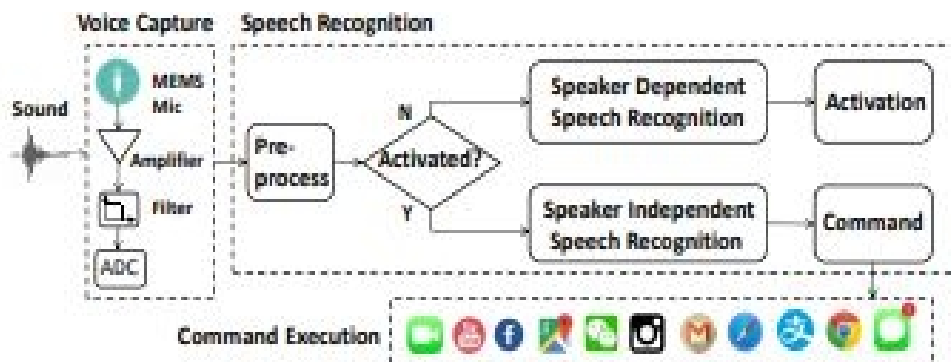 Voice Capture
Speech Recognition
Sound
MEMS
Mic
Amplifier
Filter
ADC
Pre-
process
Activated?
N
Y
Speaker Dependent
Speech Recognition
Activation
Speaker Independent
Speech Recognition
Command
Command Execution